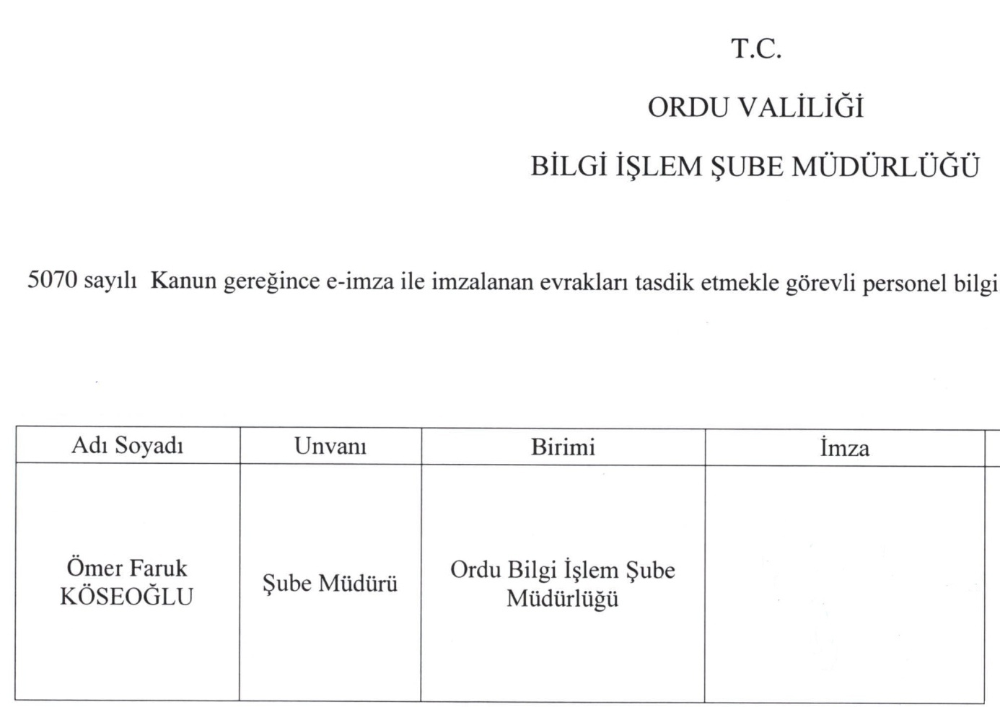 T.C.
ORDU VALİLİĞİ
BİLGİ İŞLEM ŞUBE MÜDÜRLÜĞÜ
5070 sayılı Kanun gereğince e-imza ile imzalanan evrakları tasdik etmekle görevli personel bilgi
Adı Soyadı Unvanı Birimi İmza
Ömer Faruk
KÖSEOĞLU
Şube Müdürü
Ordu Bilgi İşlem Şube
Müdürlüğü